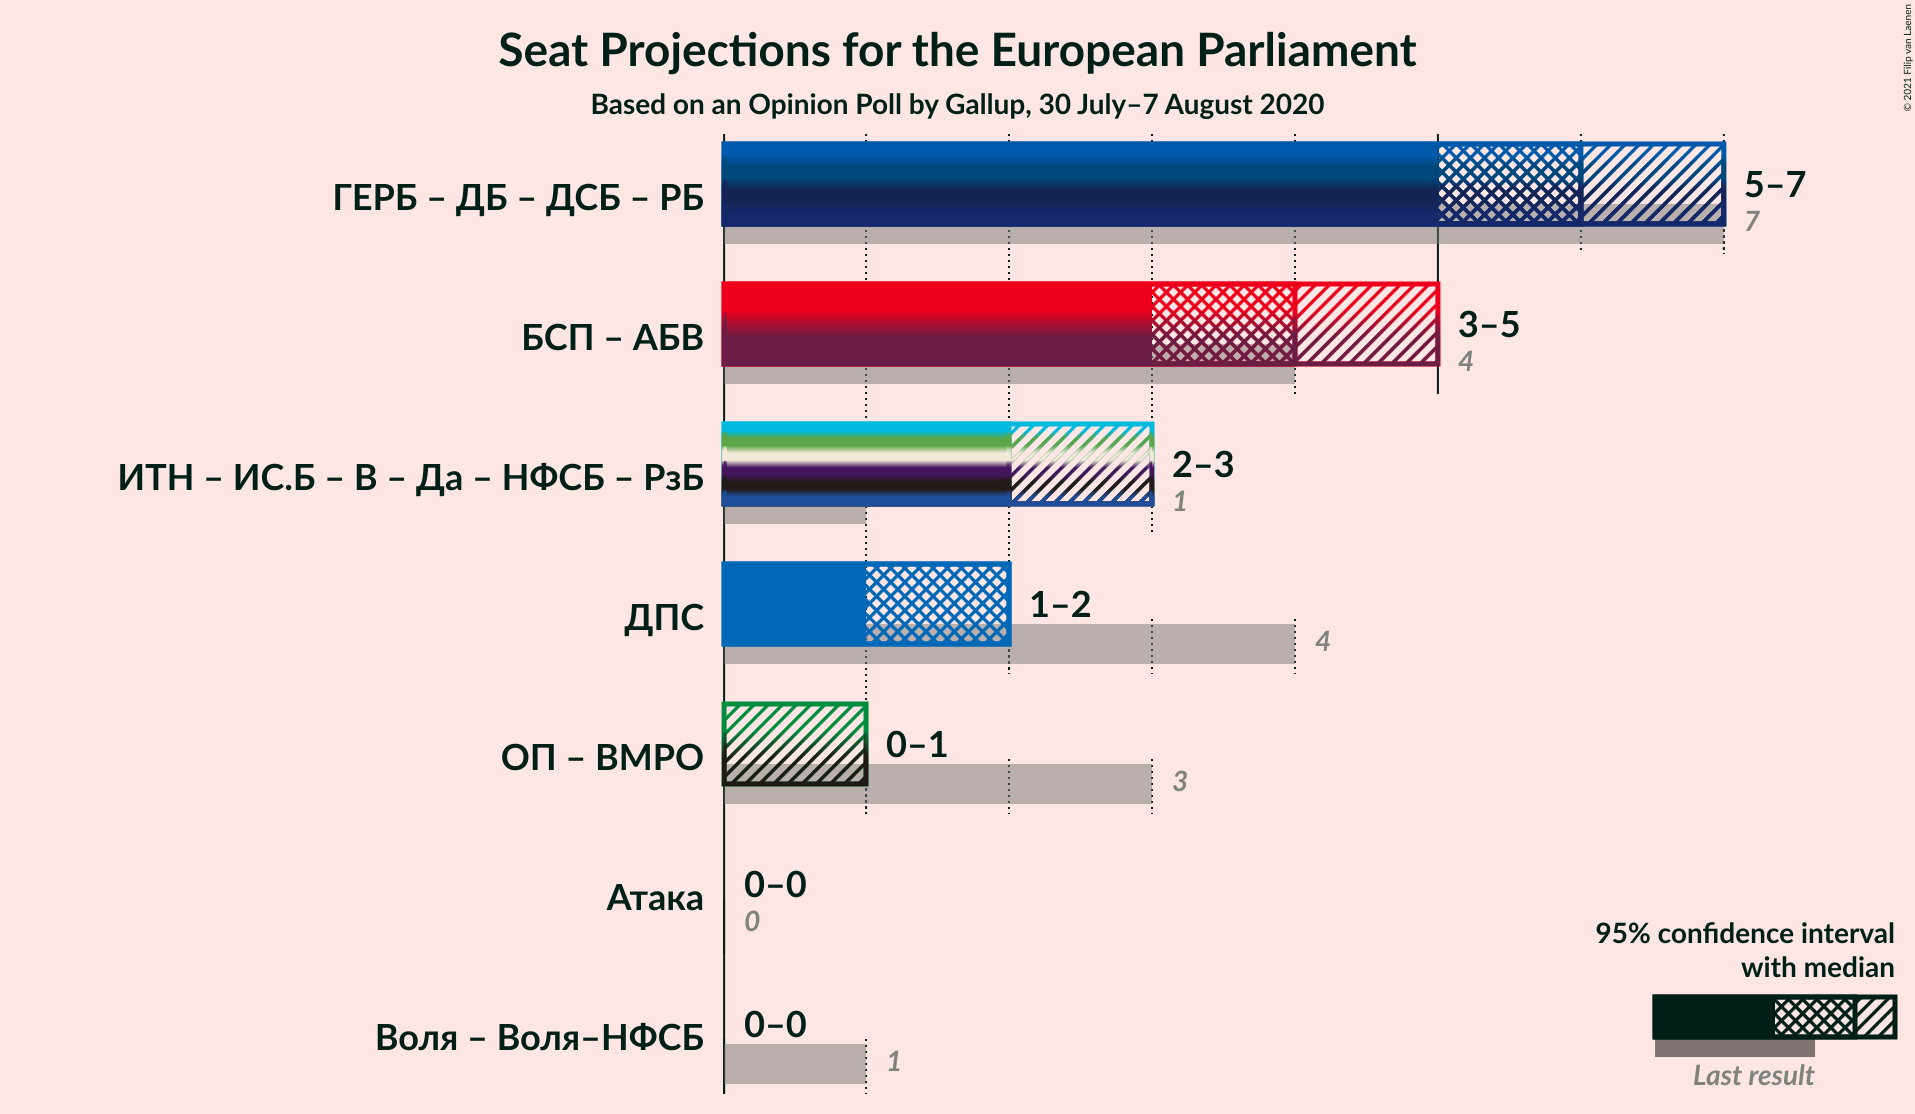 Seat Projections for the European Parliament
Based on an Opinion Poll by Gallup, 30 July–7 August 2020
© 2021 Filip van Laenen
ГЕРБ – ДБ – ДСБ – РБ
5–7
7
БСП – АБВ
3–5
4
ИТН – ИС.Б – В – Да – НФСБ – РзБ
2–3
1
ДПС
1–2
4
ОП – ВМРО
0–1
3
Атака
0–0
0
Воля – Воля–НФСБ
0–0
1
95% confidence interval
with median
Last result